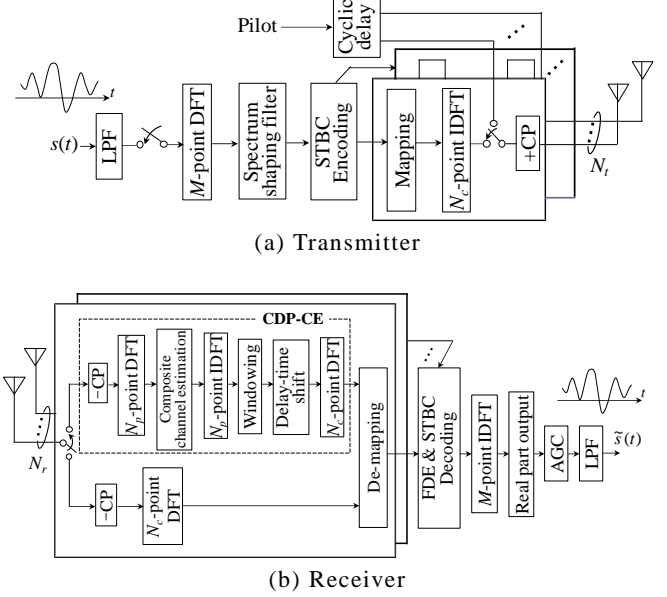 Pilot
Cyclic
delay
t
s(t)
LPF
M-point DFT
Spectrum
shaping filter
STBC
Encoding
Mapping
N_c-point IDFT
+CP
N_t
(a) Transmitter
CDP-CE
−CP
N_p-point DFT
Composite
channel estimation
N_p-point IDFT
Windowing
Delay-time
shift
N_c-point DFT
N_r
−CP
N_c-point
DFT
De-mapping
FDE & STBC
Decoding
M-point IDFT
Real part output
AGC
LPF
t
s̃(t)
(b) Receiver